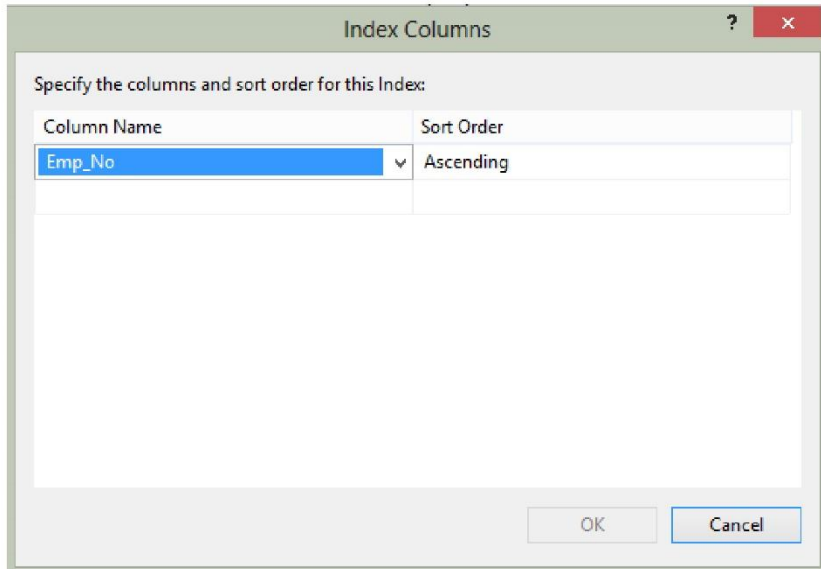 Index Columns
?
×
Specify the columns and sort order for this Index:
Column Name Sort Order
Emp_No Ascending
OK Cancel